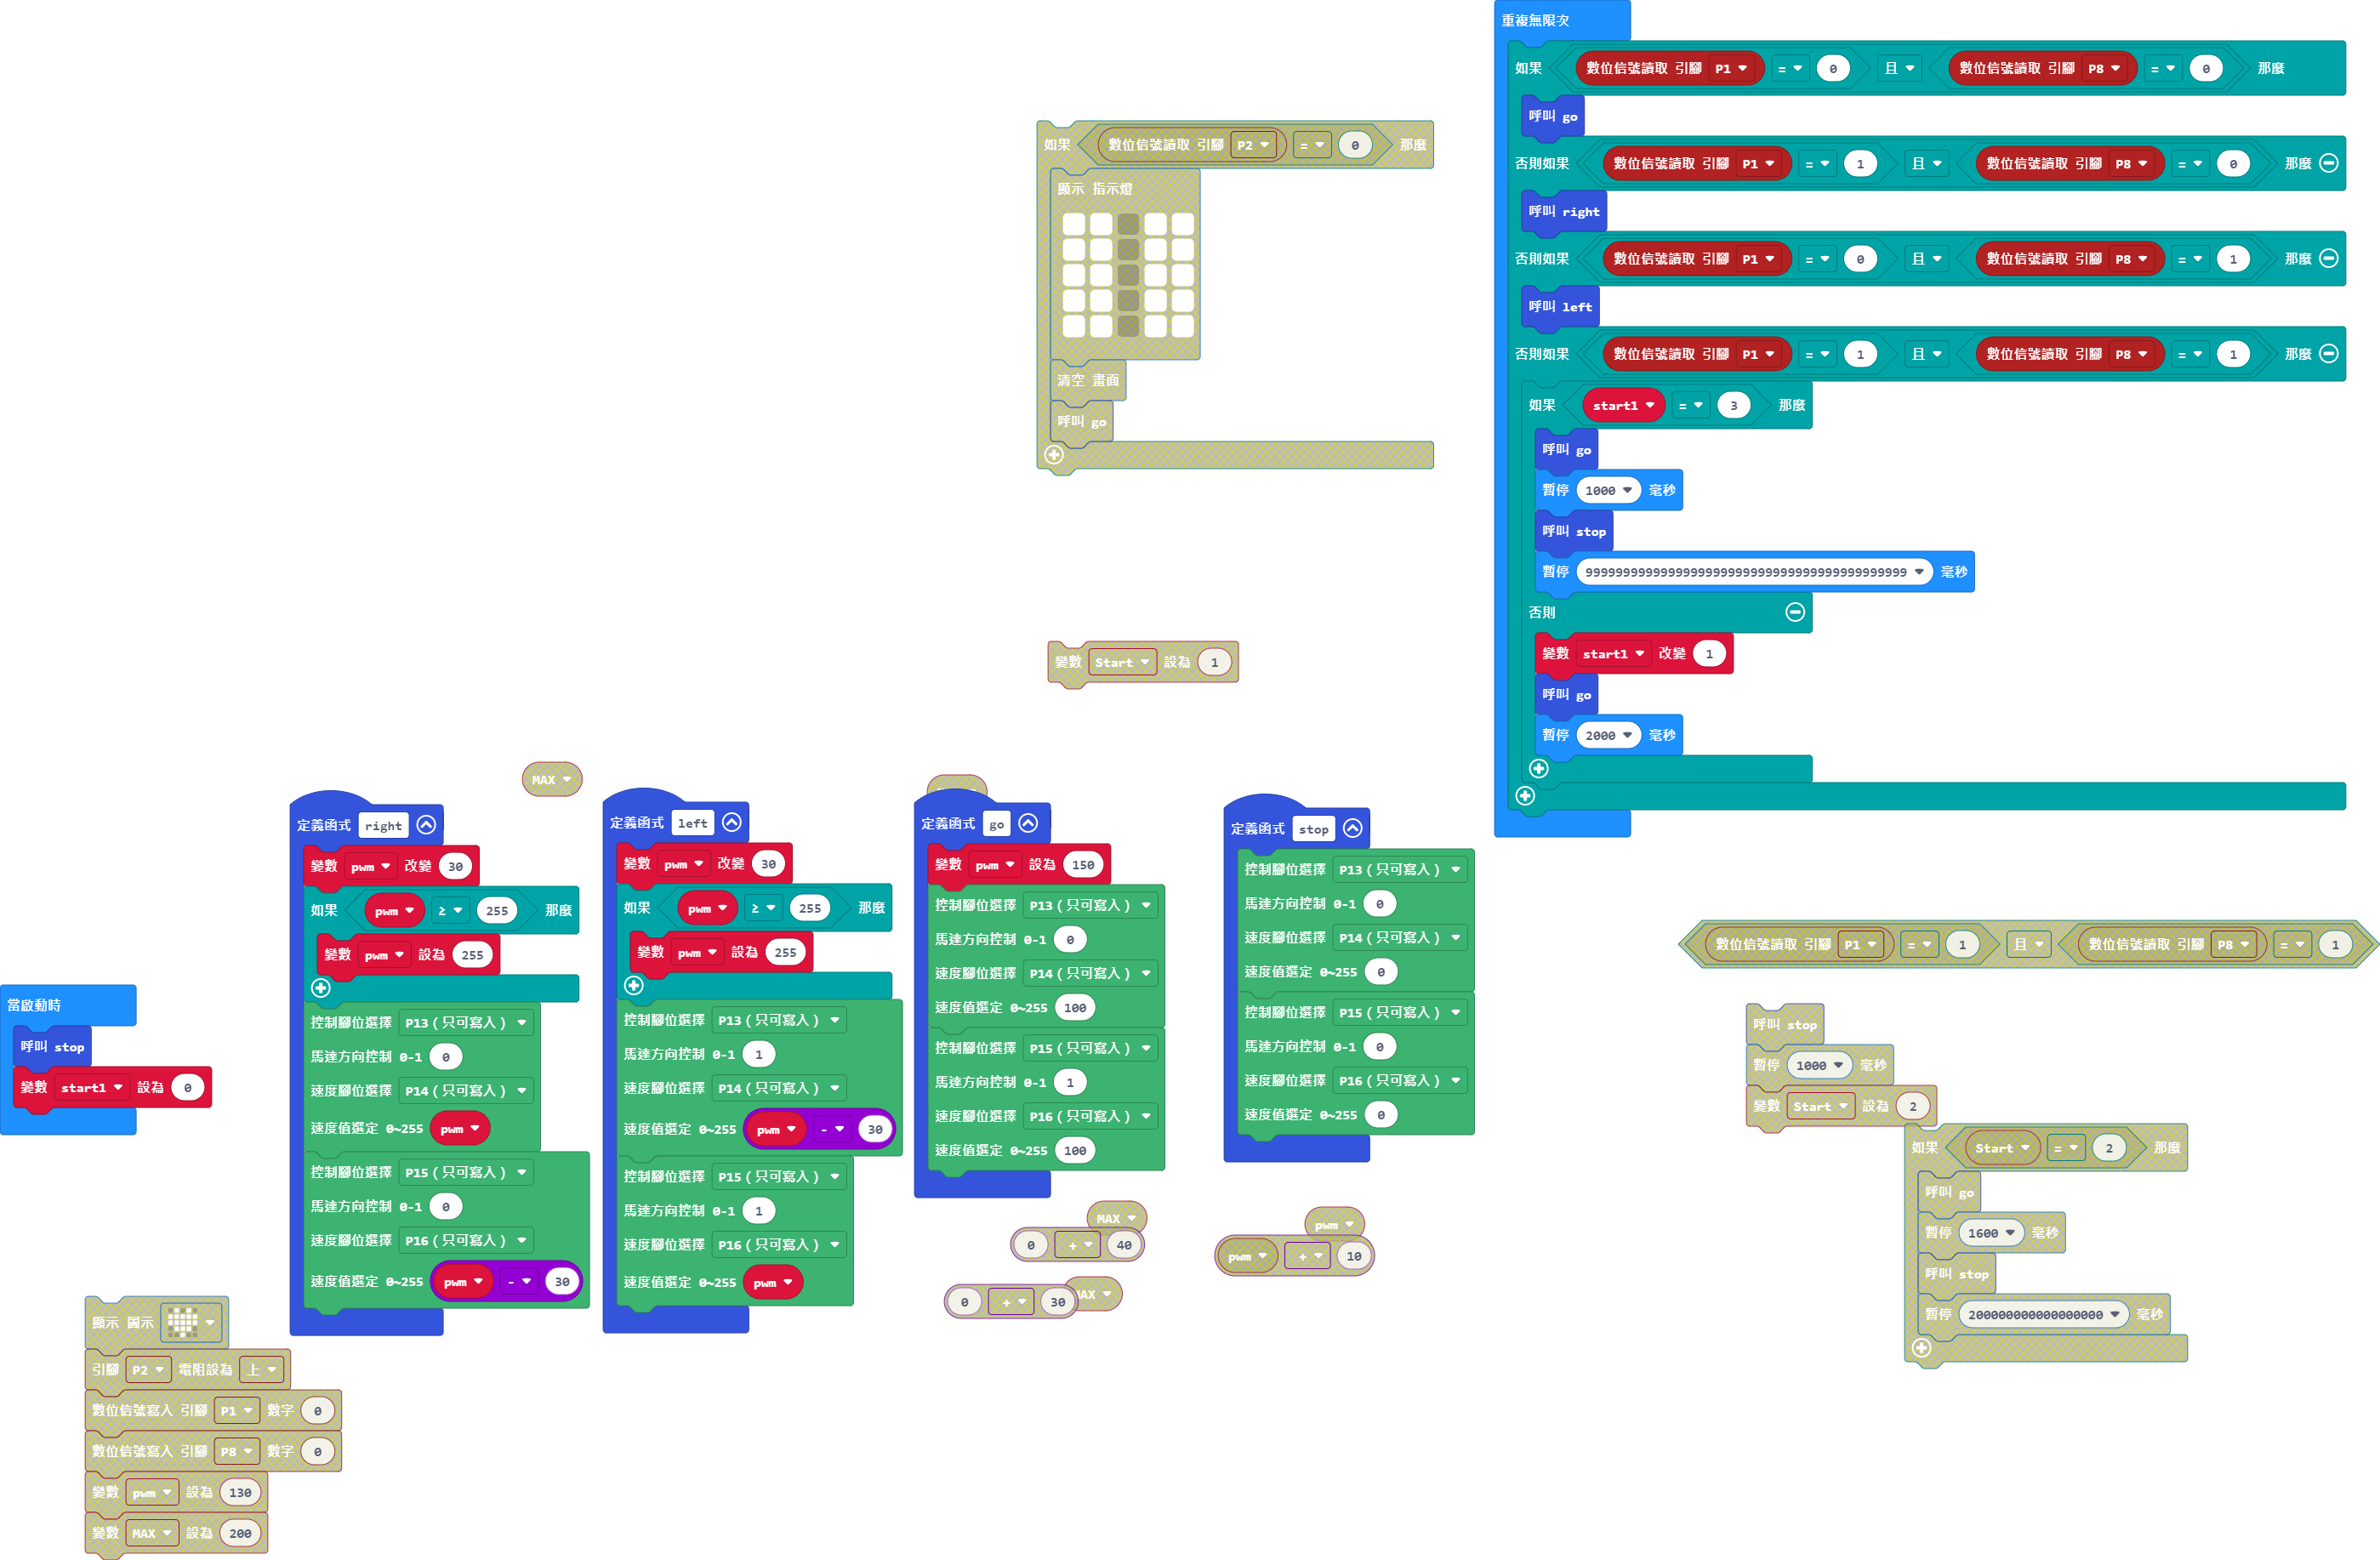 重複無限次
如果 數位信號讀取 引腳 P1 = 0 且 數位信號讀取 引腳 P8 = 0 那麼
呼叫 go
否則如果 數位信號讀取 引腳 P1 = 1 且 數位信號讀取 引腳 P8 = 0 那麼
呼叫 right
否則如果 數位信號讀取 引腳 P1 = 0 且 數位信號讀取 引腳 P8 = 1 那麼
呼叫 left
否則如果 數位信號讀取 引腳 P1 = 1 且 數位信號讀取 引腳 P8 = 1 那麼
如果 start1 = 3 那麼
呼叫 go
暫停 1000 毫秒
呼叫 stop
暫停 99999999999999999999999999999999999999999999 毫秒
否則
變數 start1 改變 1
呼叫 go
暫停 2000 毫秒
如果 數位信號讀取 引腳 P2 = 0 那麼
顯示 指示燈
清空 畫面
呼叫 go
變數 Start 設為 1
MAX
當啟動時
呼叫 stop
變數 start1 設為 0
定義函式 right
變數 pwm 改變 30
如果 pwm ≥ 255 那麼
變數 pwm 設為 255
控制腳位選擇 P13(只可寫入)
馬達方向控制 0-1 0
速度腳位選擇 P14(只可寫入)
速度值選定 0~255 pwm
控制腳位選擇 P15(只可寫入)
馬達方向控制 0-1 0
速度腳位選擇 P16(只可寫入)
速度值選定 0~255 pwm - 30
定義函式 left
變數 pwm 改變 30
如果 pwm ≥ 255 那麼
變數 pwm 設為 255
控制腳位選擇 P13(只可寫入)
馬達方向控制 0-1 1
速度腳位選擇 P14(只可寫入)
速度值選定 0~255 pwm - 30
控制腳位選擇 P15(只可寫入)
馬達方向控制 0-1 1
速度腳位選擇 P16(只可寫入)
速度值選定 0~255 pwm
定義函式 go
變數 pwm 設為 150
控制腳位選擇 P13(只可寫入)
馬達方向控制 0-1 0
速度腳位選擇 P14(只可寫入)
速度值選定 0~255 100
控制腳位選擇 P15(只可寫入)
馬達方向控制 0-1 1
速度腳位選擇 P16(只可寫入)
速度值選定 0~255 100
定義函式 stop
控制腳位選擇 P13(只可寫入)
馬達方向控制 0-1 0
速度腳位選擇 P14(只可寫入)
速度值選定 0~255 0
控制腳位選擇 P15(只可寫入)
馬達方向控制 0-1 0
速度腳位選擇 P16(只可寫入)
速度值選定 0~255 0
MAX
0 + 40
0 + 30
pwm
pwm + 10
數位信號讀取 引腳 P1 = 1 且 數位信號讀取 引腳 P8 = 1
呼叫 stop
暫停 1000 毫秒
變數 Start 設為 2
如果 Start = 2 那麼
呼叫 go
暫停 1600 毫秒
呼叫 stop
暫停 200000000000000000 毫秒
顯示 圖示
引腳 P2 電阻設為 上
數位信號寫入 引腳 P1 數字 0
數位信號寫入 引腳 P8 數字 0
變數 pwm 設為 130
變數 MAX 設為 200